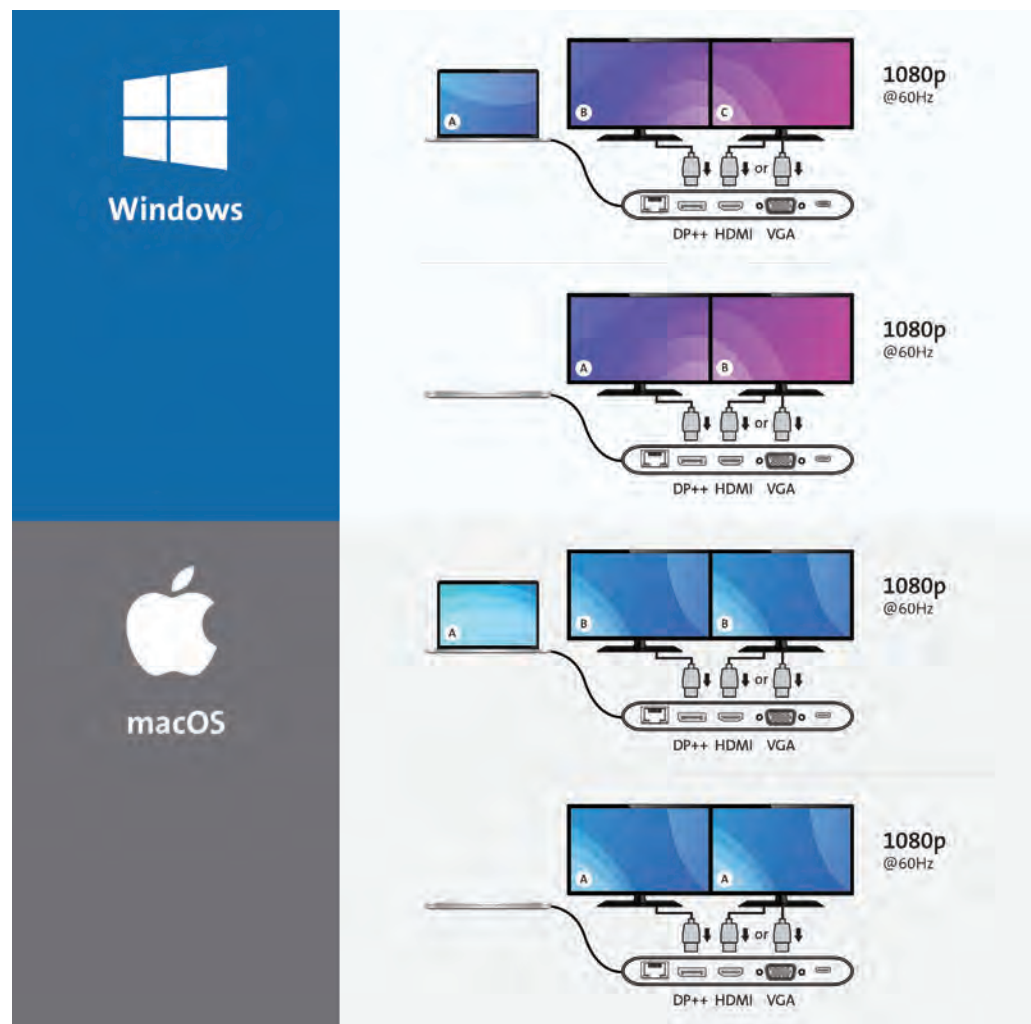 Windows
A
B
C
1080p
@60Hz
or
DP++ HDMI VGA
A
B
1080p
@60Hz
or
DP++ HDMI VGA
macOS
A
B
B
1080p
@60Hz
or
DP++ HDMI VGA
A
A
1080p
@60Hz
or
DP++ HDMI VGA